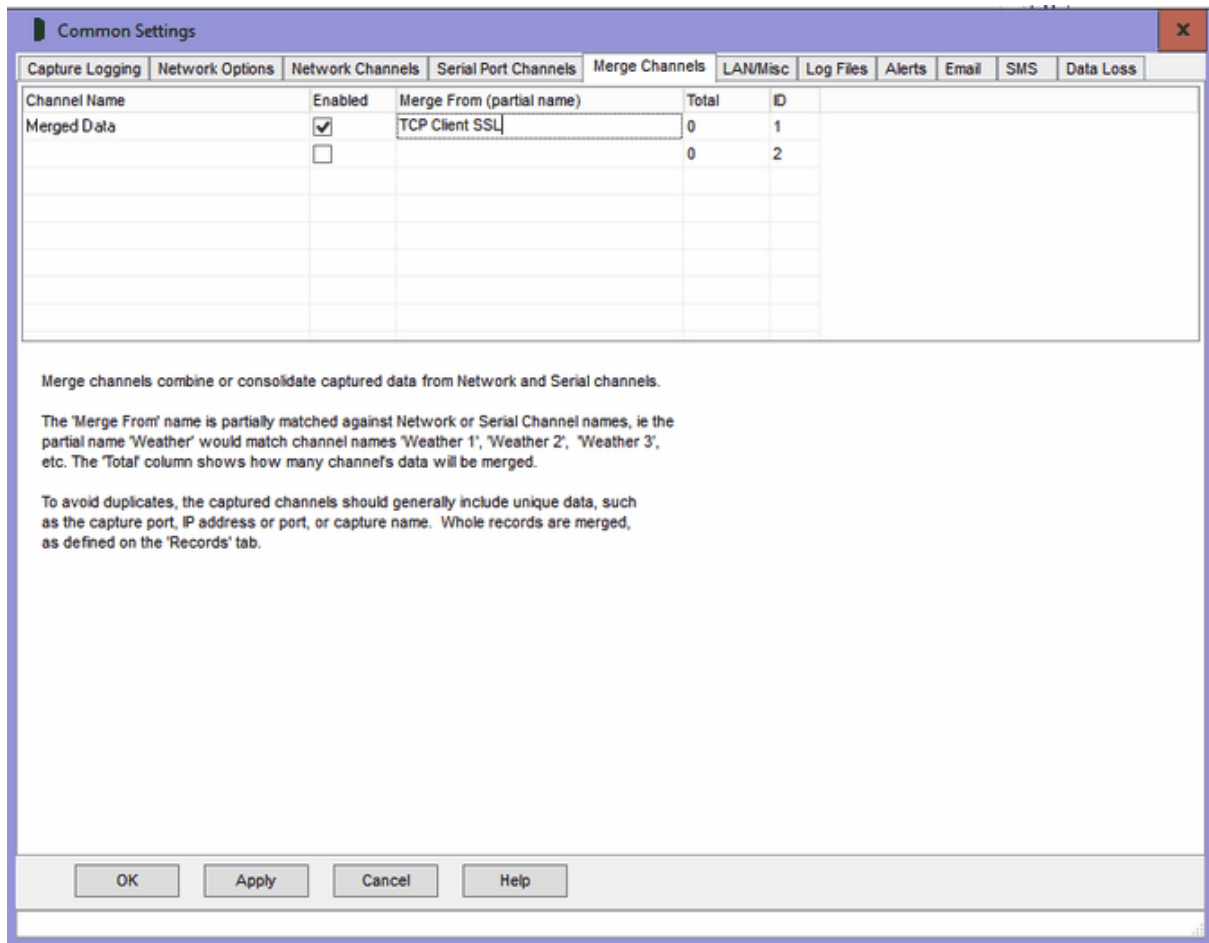 Common Settings
x
Capture Logging Network Options Network Channels Serial Port Channels Merge Channels LAN/Misc Log Files Alerts Email SMS Data Loss
Channel Name Enabled Merge From (partial name) Total ID
Merged Data TCP Client SSL 0 1
0 2
Merge channels combine or consolidate captured data from Network and Serial channels.
The 'Merge From' name is partially matched against Network or Serial Channel names, ie the
partial name 'Weather' would match channel names 'Weather 1', 'Weather 2', 'Weather 3',
etc. The 'Total' column shows how many channel's data will be merged.
To avoid duplicates, the captured channels should generally include unique data, such
as the capture port, IP address or port, or capture name. Whole records are merged,
as defined on the 'Records' tab.
OK Apply Cancel Help